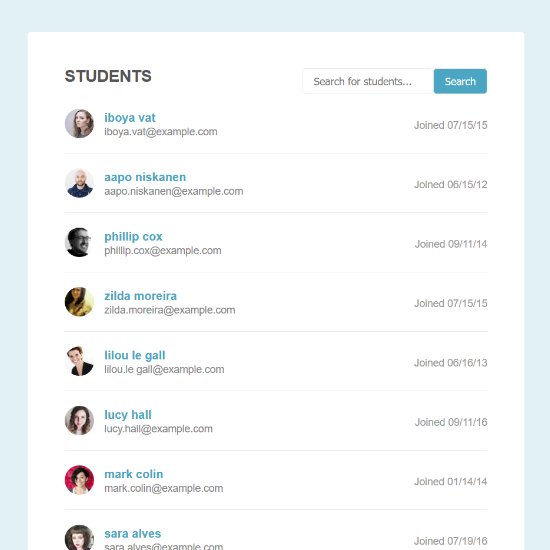 STUDENTS
Search for students...
Search
iboya vat
iboya.vat@example.com
Joined 07/15/15
aapo niskanen
aapo.niskanen@example.com
Joined 06/15/12
phillip cox
phillip.cox@example.com
Joined 09/11/14
zilda moreira
zilda.moreira@example.com
Joined 07/15/15
lilou le gall
lilou.le gall@example.com
Joined 06/16/13
lucy hall
lucy.hall@example.com
Joined 09/11/16
mark colin
mark.colin@example.com
Joined 01/14/14
sara alves
sara.alves@example.com
Joined 07/19/16